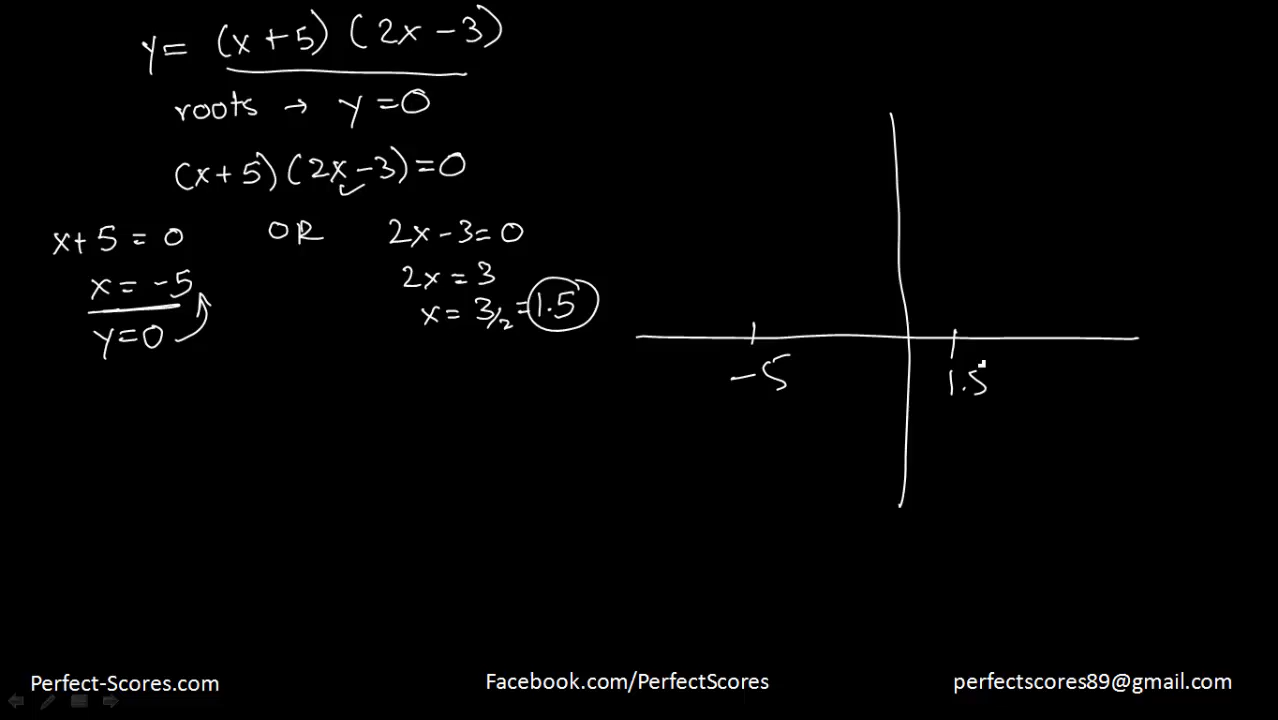 y = (x + 5) (2x − 3)
roots → y = 0
(x + 5) (2x − 3) = 0
x + 5 = 0 OR 2x − 3 = 0
x = −5 2x = 3
y = 0 x = 3/2 = 1.5
−5 1.5
Perfect-Scores.com Facebook.com/PerfectScores perfectscores89@gmail.com